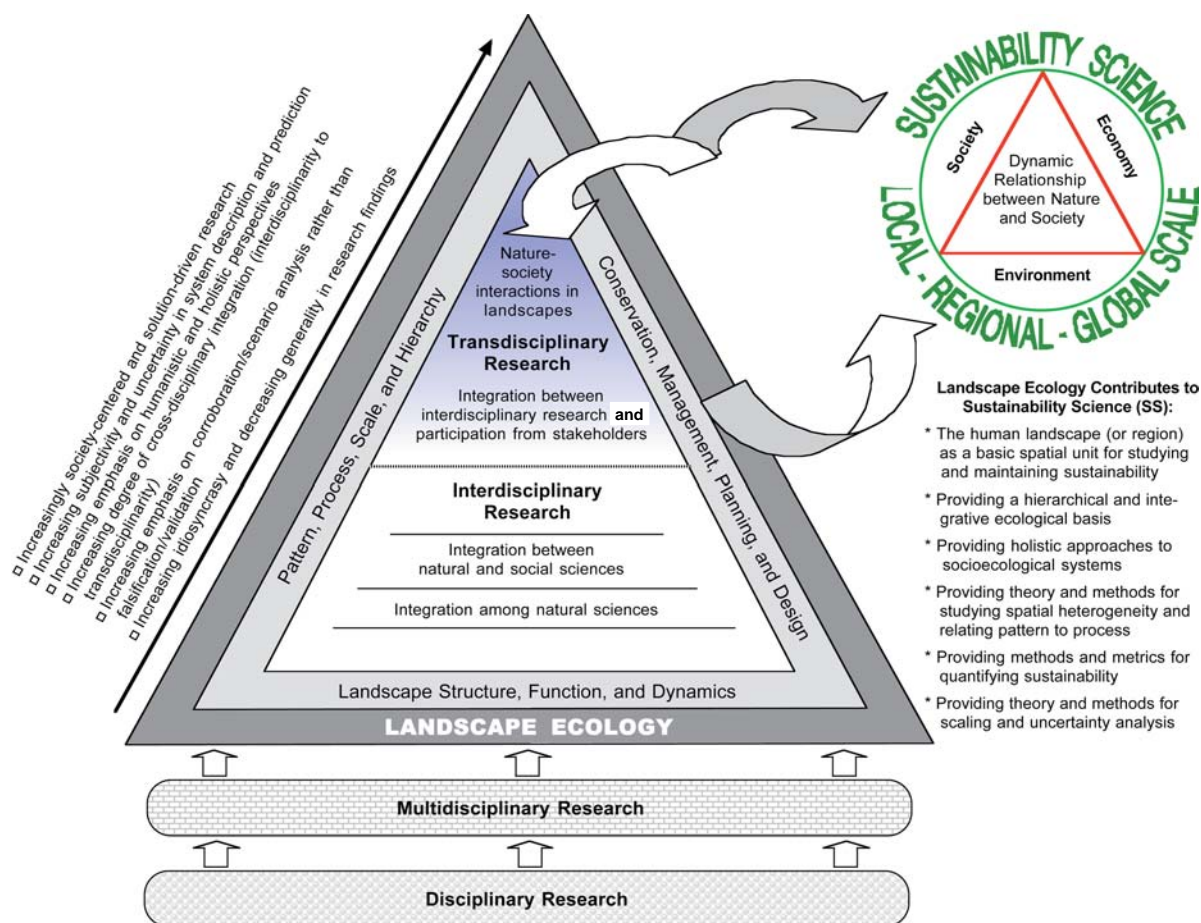 □ Increasingly society-centered and solution-driven research
□ Increasing subjectivity and uncertainty in system description and prediction
□ Increasing emphasis on humanistic and holistic perspectives
□ Increasing degree of cross-disciplinary integration (interdisciplinarity to
transdisciplinarity)
□ Increasing emphasis on corroboration/scenario analysis rather than
falsification/validation
□ Increasing idiosyncrasy and decreasing generality in research findings
Pattern, Process, Scale, and Hierarchy
Nature-
society
interactions in
landscapes
Transdisciplinary
Research
Integration between
interdisciplinary research and
participation from stakeholders
Interdisciplinary
Research
Integration between
natural and social sciences
Integration among natural sciences
Conservation, Management, Planning, and Design
Landscape Structure, Function, and Dynamics
LANDSCAPE ECOLOGY
Multidisciplinary Research
Disciplinary Research
SUSTAINABILITY SCIENCE
Society
Economy
Dynamic
Relationship
between Nature
and Society
Environment
LOCAL - REGIONAL - GLOBAL SCALE
Landscape Ecology Contributes to
Sustainability Science (SS):
* The human landscape (or region)
as a basic spatial unit for studying
and maintaining sustainability
* Providing a hierarchical and inte-
grative ecological basis
* Providing holistic approaches to
socioecological systems
* Providing theory and methods for
studying spatial heterogeneity and
relating pattern to process
* Providing methods and metrics for
quantifying sustainability
* Providing theory and methods for
scaling and uncertainty analysis